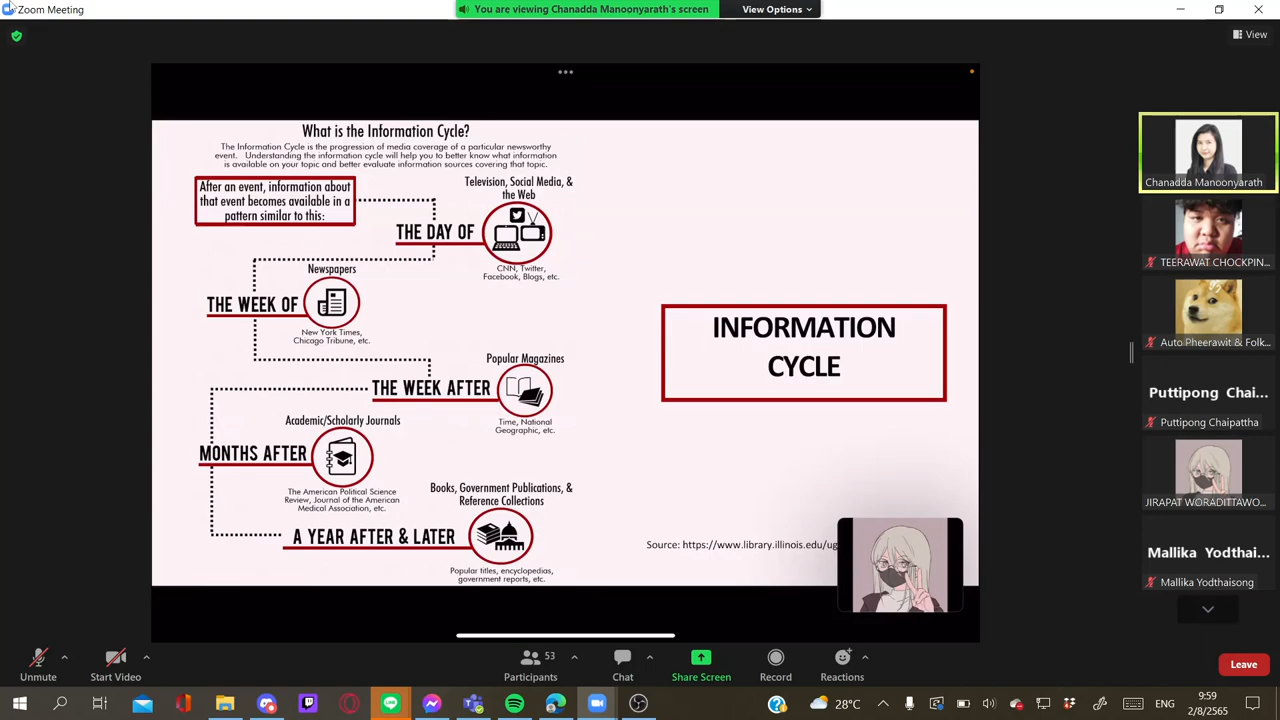 Zoom Meeting
You are viewing Chanadda Manoonyarath's screen
View Options
View
What is the Information Cycle?
The Information Cycle is the progression of media coverage of a particular newsworthy
event. Understanding the information cycle will help you to better know what information
is available on your topic and better evaluate information sources covering that topic.
After an event, information about
that event becomes available in a
pattern similar to this:
Television, Social Media, &
the Web
THE DAY OF
CNN, Twitter,
Facebook, Blogs, etc.
Newspapers
THE WEEK OF
New York Times,
Chicago Tribune, etc.
Popular Magazines
THE WEEK AFTER
Time, National
Geographic, etc.
Academic/Scholarly Journals
MONTHS AFTER
The American Political Science
Review, Journal of the American
Medical Association, etc.
Books, Government Publications, &
Reference Collections
A YEAR AFTER & LATER
Popular titles, encyclopedias,
government reports, etc.
INFORMATION
CYCLE
Source: https://www.library.illinois.edu/ug
Chanadda Manoonyarath
TEERAWAT CHOCKPIN...
Auto Pheerawit & Folk...
Puttipong Chai...
Puttipong Chaipattha
JIRAPAT WORADITTAWO...
Mallika Yodthai...
Mallika Yodthaisong
Unmute
Start Video
53
Participants
Chat
Share Screen
Record
Reactions
Leave
28°C
ENG
9:59
2/8/2565